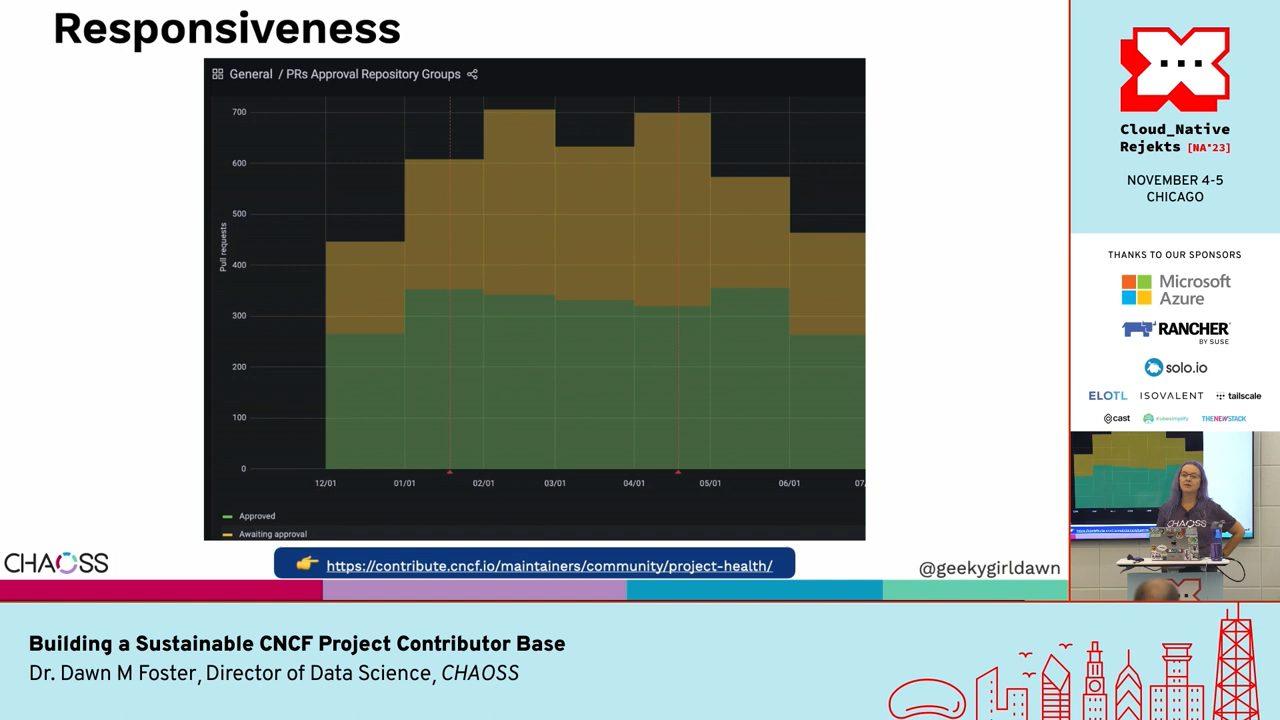 Responsiveness
General / PRs Approval Repository Groups
700
600
500
400
300
200
100
0
Pull requests
12/01
01/01
02/01
03/01
04/01
05/01
06/01
07/
Approved
Awaiting approval
CHAOSS
https://contribute.cncf.io/maintainers/community/project-health/
@geekygirldawn
Cloud_Native
Rejekts [NA'23]
NOVEMBER 4-5
CHICAGO
THANKS TO OUR SPONSORS
Microsoft
Azure
RANCHER
BY SUSE
solo.io
ELOTL
ISOVALENT
tailscale
cast
kubesimplify
THENEWSTACK
CHAOSS
Building a Sustainable CNCF Project Contributor Base
Dr. Dawn M Foster, Director of Data Science, CHAOSS